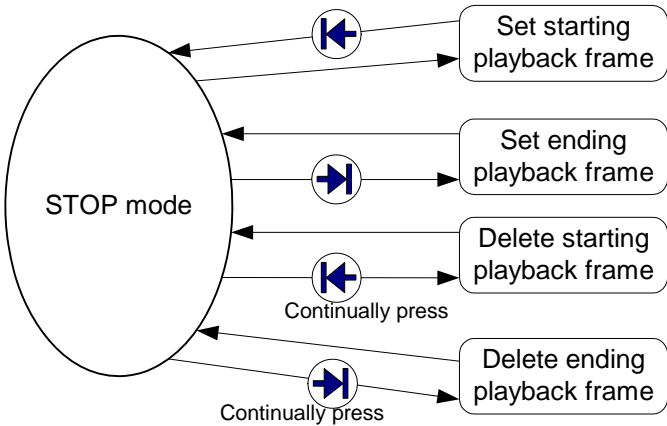 Set starting
playback frame
Set ending
playback frame
STOP mode
Delete starting
playback frame
Continually press
Delete ending
playback frame
Continually press